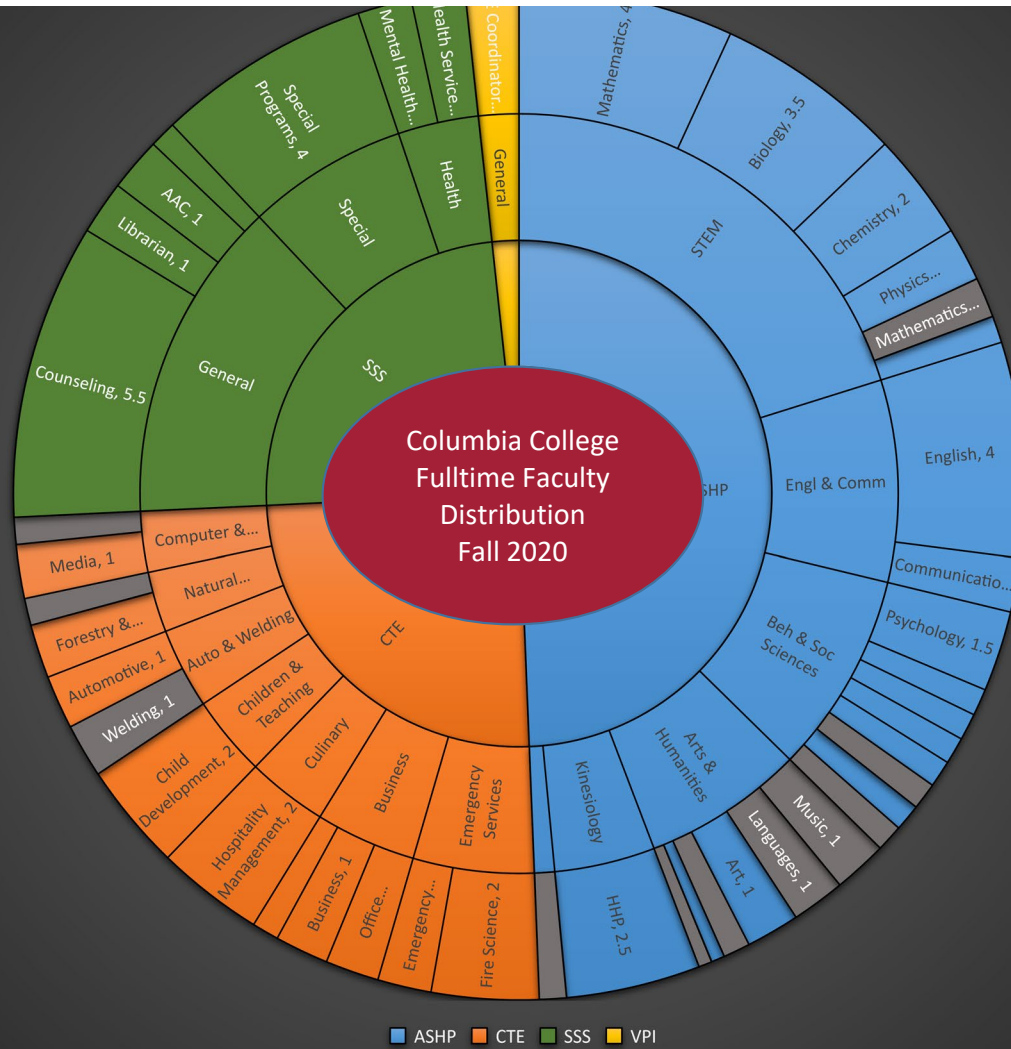 Columbia College
Fulltime Faculty
Distribution
Fall 2020
Mathematics, 4
Biology, 3.5
Chemistry, 2
Physics...
Mathematics...
STEM
English, 4
Communicatio...
Engl & Comm
Psychology, 1.5
Beh & Soc
Sciences
Music, 1
Languages, 1
Art, 1
Arts &
Humanities
HHP, 2.5
Kinesiology
Fire Science, 2
Emergency...
Emergency
Services
Office...
Business, 1
Business
Hospitality
Management, 2
Culinary
Child
Development, 2
Children &
Teaching
Welding, 1
Automotive, 1
Auto & Welding
Forestry &...
Natural...
Media, 1
Computer &...
CTE
Counseling, 5.5
Librarian, 1
AAC, 1
General
Special
Programs, 4
Special
Mental Health...
Health Service...
Health
SSS
Coordinator...
General
SHP
ASHP
CTE
SSS
VPI